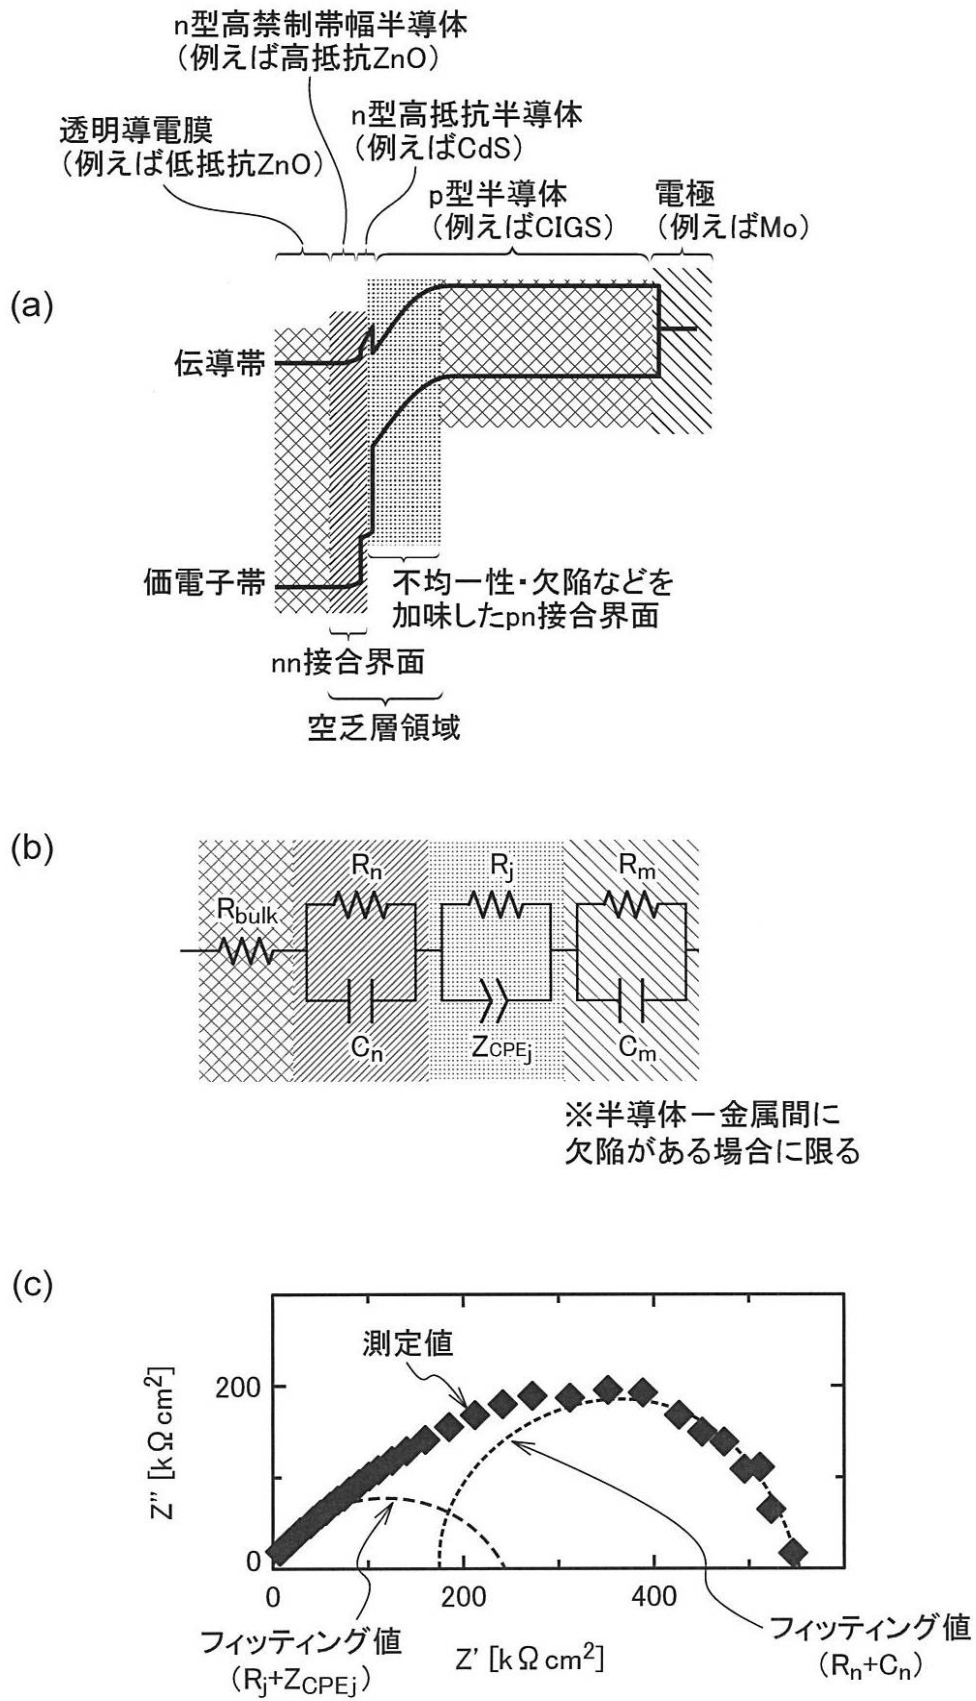 n型高禁制帯幅半導体
(例えば高抵抗ZnO)
n型高抵抗半導体
(例えばCdS)
透明導電膜
(例えば低抵抗ZnO)
p型半導体
(例えばCIGS)
電極
(例えばMo)
(a)
伝導帯
価電子帯
不均一性・欠陥などを
加味したpn接合界面
nn接合界面
空乏層領域
(b)
Rn
Rj
Rm
Rbulk
Cn
ZCPEj
Cm
※半導体－金属間に
欠陥がある場合に限る
(c)
測定値
200
Z" [kΩcm²]
0
0
200
400
Z' [kΩcm²]
フィッティング値
(Rj+ZCPEj)
フィッティング値
(Rn+Cn)